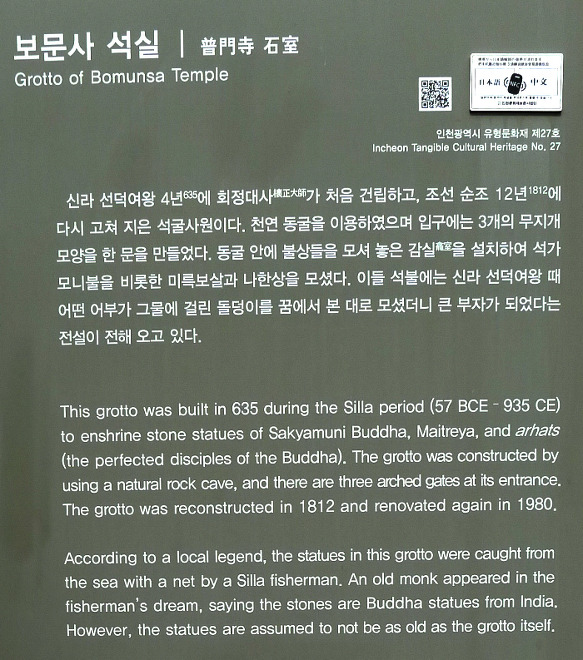 보문사 석실 | 普門寺 石室
Grotto of Bomunsa Temple
日本語 中文
인천광역시 유형문화재 제27호
Incheon Tangible Cultural Heritage No. 27
신라 선덕여왕 4년635에 회정대사懷正大師가 처음 건립하고, 조선 순조 12년1812에
다시 고쳐 지은 석굴사원이다. 천연 동굴을 이용하였으며 입구에는 3개의 무지개
모양을 한 문을 만들었다. 동굴 안에 불상들을 모셔 놓은 감실龕室을 설치하여 석가
모니불을 비롯한 미륵보살과 나한상을 모셨다. 이들 석불에는 신라 선덕여왕 때
어떤 어부가 그물에 걸린 돌덩이를 꿈에서 본 대로 모셨더니 큰 부자가 되었다는
전설이 전해 오고 있다.
This grotto was built in 635 during the Silla period (57 BCE - 935 CE)
to enshrine stone statues of Sakyamuni Buddha, Maitreya, and arhats
(the perfected disciples of the Buddha). The grotto was constructed by
using a natural rock cave, and there are three arched gates at its entrance.
The grotto was reconstructed in 1812 and renovated again in 1980.
According to a local legend, the statues in this grotto were caught from
the sea with a net by a Silla fisherman. An old monk appeared in the
fisherman's dream, saying the stones are Buddha statues from India.
However, the statues are assumed to not be as old as the grotto itself.